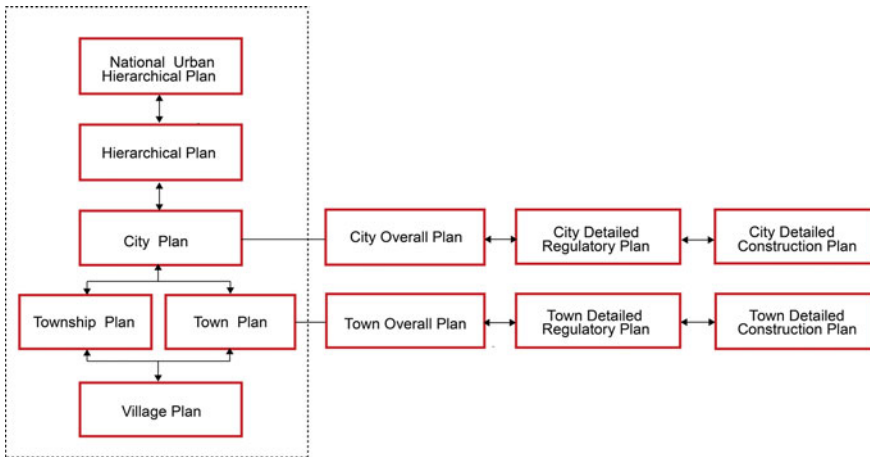 National Urban
Hierarchical Plan
Hierarchical Plan
City Plan
City Overall Plan
City Detailed
Regulatory Plan
City Detailed
Construction Plan
Township Plan
Town Plan
Town Overall Plan
Town Detailed
Regulatory Plan
Town Detailed
Construction Plan
Village Plan